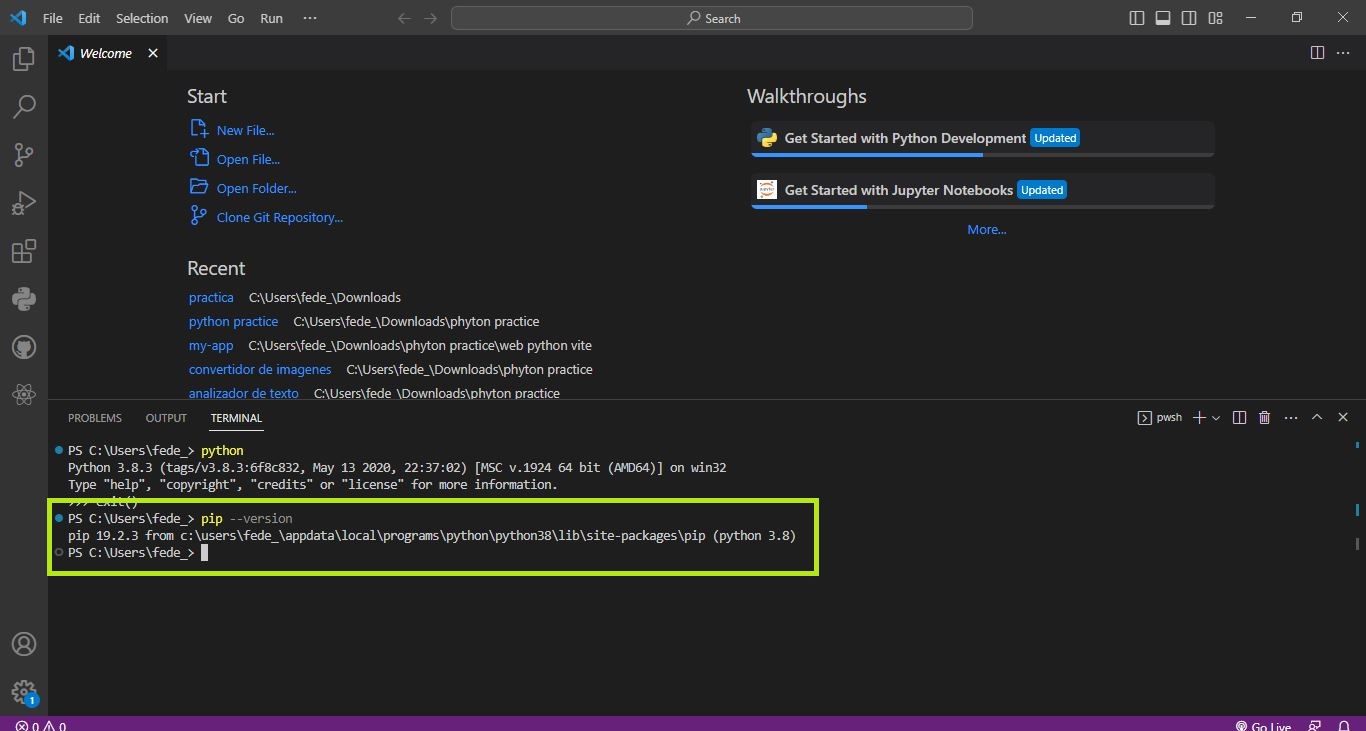 File Edit Selection View Go Run ··· Search
Welcome
Start
New File...
Open File...
Open Folder...
Clone Git Repository...
Recent
practica C:\Users\fede_\Downloads
python practice C:\Users\fede_\Downloads\phyton practice
my-app C:\Users\fede_\Downloads\phyton practice\web python vite
convertidor de imagenes C:\Users\fede_\Downloads\phyton practice
analizador de texto C:\Users\fede_\Downloads\phyton practice
Walkthroughs
Get Started with Python Development Updated
Get Started with Jupyter Notebooks Updated
More...
PROBLEMS OUTPUT TERMINAL pwsh
PS C:\Users\fede_> python
Python 3.8.3 (tags/v3.8.3:6f8c832, May 13 2020, 22:37:02) [MSC v.1924 64 bit (AMD64)] on win32
Type "help", "copyright", "credits" or "license" for more information.
>>> exit()
PS C:\Users\fede_> pip --version
pip 19.2.3 from c:\users\fede_\appdata\local\programs\python\python38\lib\site-packages\pip (python 3.8)
PS C:\Users\fede_>
1
0 0 Go Live